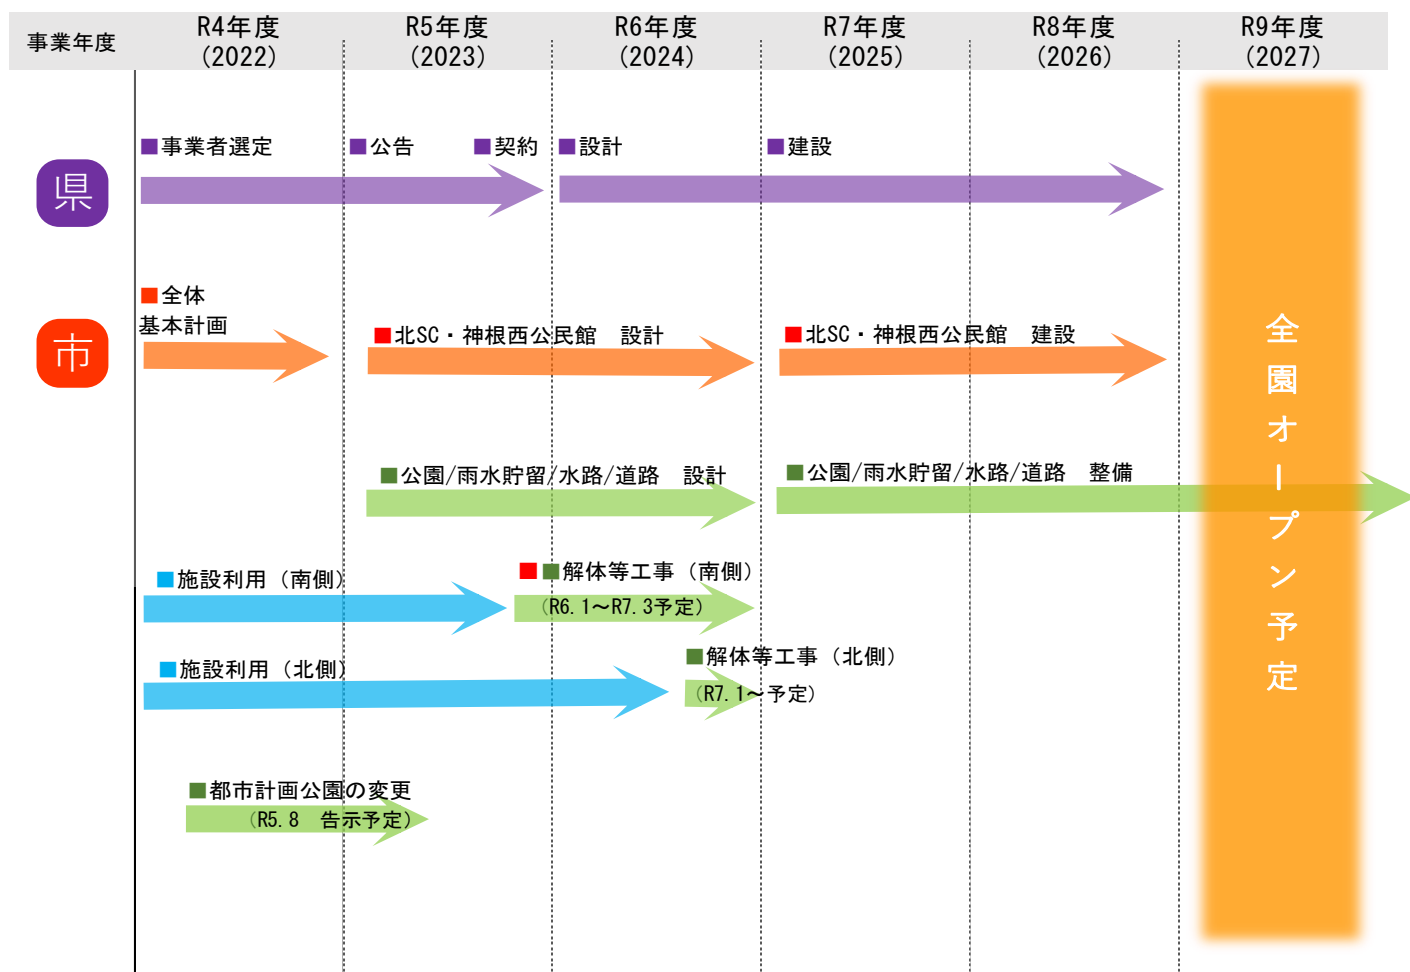 事業年度
R4年度
(2022)
R5年度
(2023)
R6年度
(2024)
R7年度
(2025)
R8年度
(2026)
R9年度
(2027)
県
■事業者選定
■公告
■契約
■設計
■建設
市
■全体
基本計画
■北SC・神根西公民館　設計
■北SC・神根西公民館　建設
■公園/雨水貯留/水路/道路　設計
■公園/雨水貯留/水路/道路　整備
■施設利用（南側）
■■解体等工事（南側）
（R6.1～R7.3予定）
■施設利用（北側）
■解体等工事（北側）
（R7.1～予定）
■都市計画公園の変更
（R5.8　告示予定）
全園オープン予定